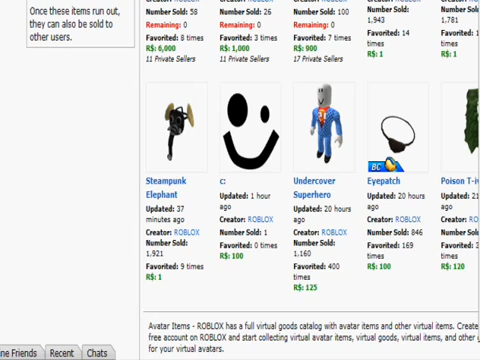 Once these items run out,
they can also be sold to
other users.
Number Sold: 58
Remaining: 0
Favorited: 8 times
R$: 6,000
11 Private Sellers
Number Sold: 26
Remaining: 0
Favorited: 3 times
R$: 1,000
11 Private Sellers
Number Sold: 100
Remaining: 0
Favorited: 7 times
R$: 900
17 Private Sellers
Number Sold:
1,943
Favorited: 14
times
R$: 1
1,781
times
R$: 1
BC
Steampunk
Elephant
Updated: 37
minutes ago
Creator: ROBLOX
Number Sold:
1,921
Favorited: 9 times
R$: 1
c:
Updated: 1 hour
ago
Creator: ROBLOX
Number Sold: 1
Favorited: 0 times
R$: 100
Undercover
Superhero
Updated: 20 hours
ago
Creator: ROBLOX
Number Sold:
1,160
Favorited: 400
times
R$: 125
Eyepatch
Updated: 20 hours
ago
Creator: ROBLOX
Number Sold: 846
Favorited: 169
times
R$: 100
Poison
ago
Favorited:
times
R$: 120
Avatar Items - ROBLOX has a full virtual goods catalog with avatar items and other virtual items. Create
free account on ROBLOX and start collecting virtual avatar items, virtual goods, virtual items, and other
for your virtual avatars.
ne Friends
Recent
Chats